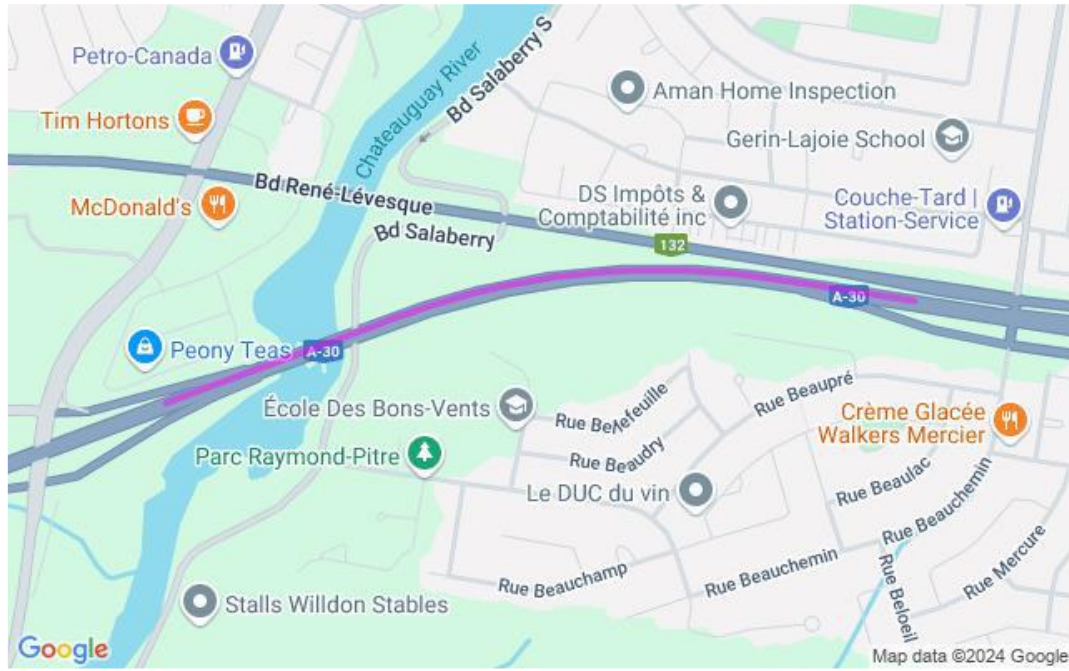 Petro-Canada
Tim Hortons
McDonald's
Chateauguay River
Bd Salaberry S
Aman Home Inspection
Gerin-Lajoie School
Bd René-Lévesque
DS Impôts &
Comptabilité inc
Couche-Tard |
Station-Service
Bd Salaberry
132
A-30
Peony Teas
A-30
École Des Bons-Vents
Rue Bellefeuille
Rue Beaupré
Crème Glacée
Walkers Mercier
Parc Raymond-Pitre
Rue Beaudry
Le DUC du vin
Rue Beaulac
Rue Beauchemin
Rue Beauchamp
Rue Beauchemin
Rue Beloeil
Rue Mercure
Stalls Willdon Stables
Google
Map data ©2024 Google